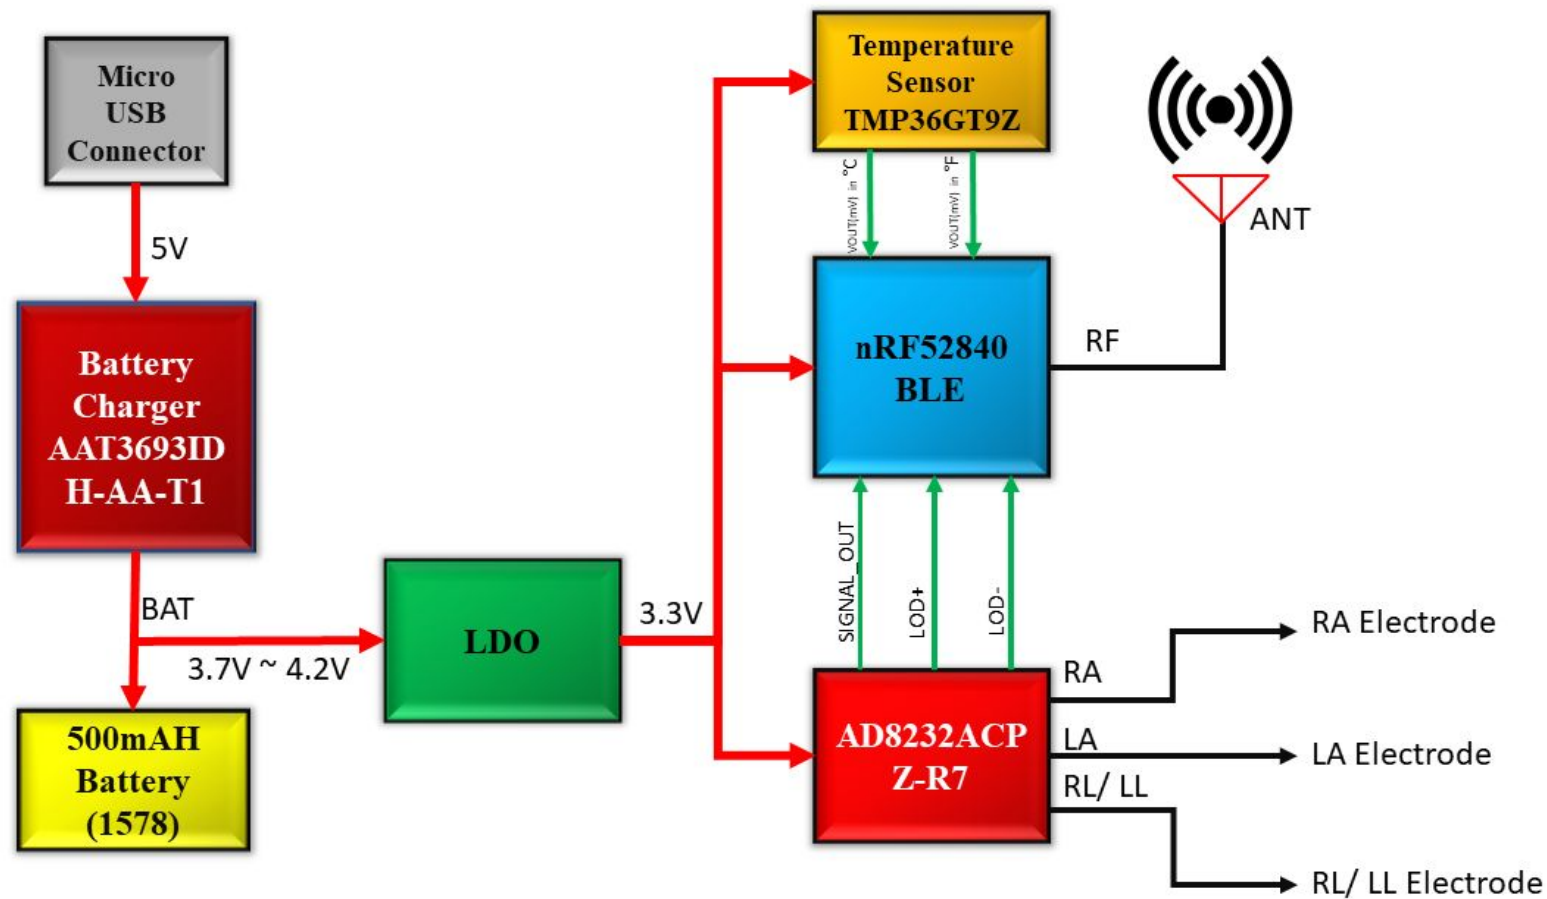 Micro
USB
Connector
5V
Battery
Charger
AAT3693ID
H-AA-T1
BAT
3.7V ~ 4.2V
500mAH
Battery
(1578)
LDO
3.3V
Temperature
Sensor
TMP36GT9Z
VOUT(mV) in °C
VOUT(mV) in °F
nRF52840
BLE
RF
ANT
SIGNAL_OUT
LOD+
LOD-
AD8232ACP
Z-R7
RA
LA
RL/ LL
RA Electrode
LA Electrode
RL/ LL Electrode